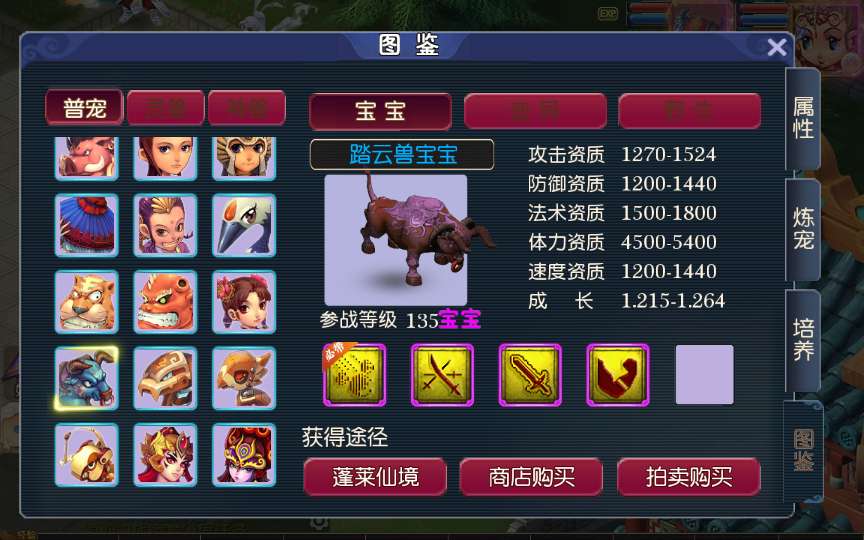 EXP
图鉴
普宠
宝宝
踏云兽宝宝
攻击资质 1270-1524
防御资质 1200-1440
法术资质 1500-1800
体力资质 4500-5400
速度资质 1200-1440
成长 1.215-1.264
参战等级 135宝宝
必带
获得途径
蓬莱仙境
商店购买
拍卖购买
属性
炼宠
培养
图鉴